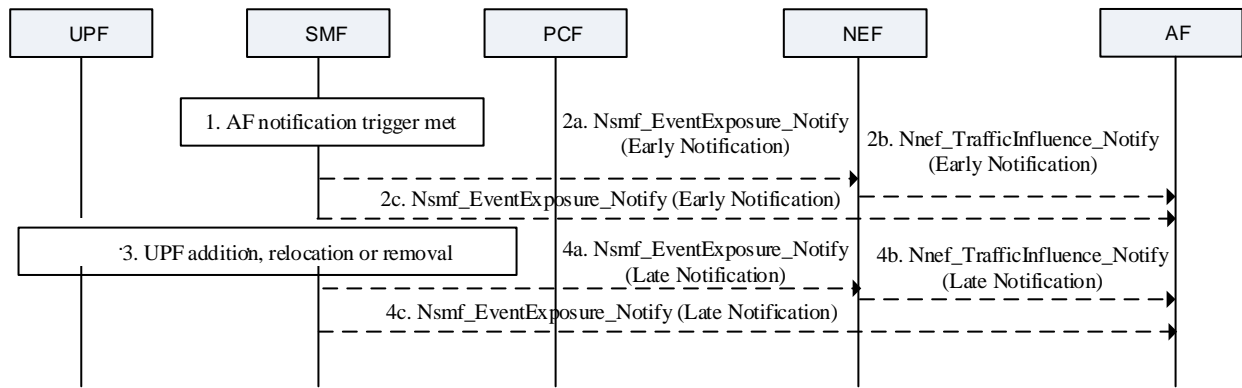 UPF
SMF
PCF
NEF
AF
1. AF notification trigger met
2a. Nsmf_EventExposure_Notify
(Early Notification)
2b. Nnef_TrafficInfluence_Notify
(Early Notification)
2c. Nsmf_EventExposure_Notify (Early Notification)
3. UPF addition, relocation or removal
4a. Nsmf_EventExposure_Notify
(Late Notification)
4b. Nnef_TrafficInfluence_Notify
(Late Notification)
4c. Nsmf_EventExposure_Notify (Late Notification)